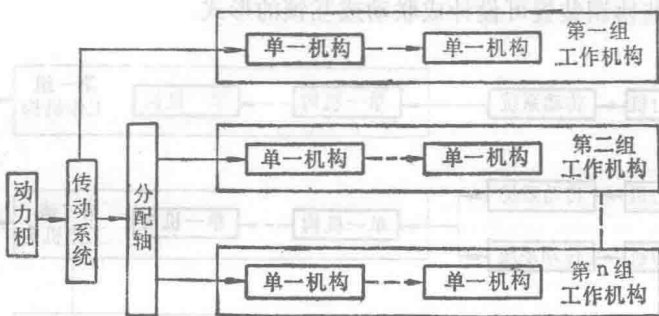 单一机构
单一机构
第一组
工作机构
单一机构
单一机构
第二组
工作机构
动力机
传动系统
分配轴
单一机构
单一机构
第n组
工作机构